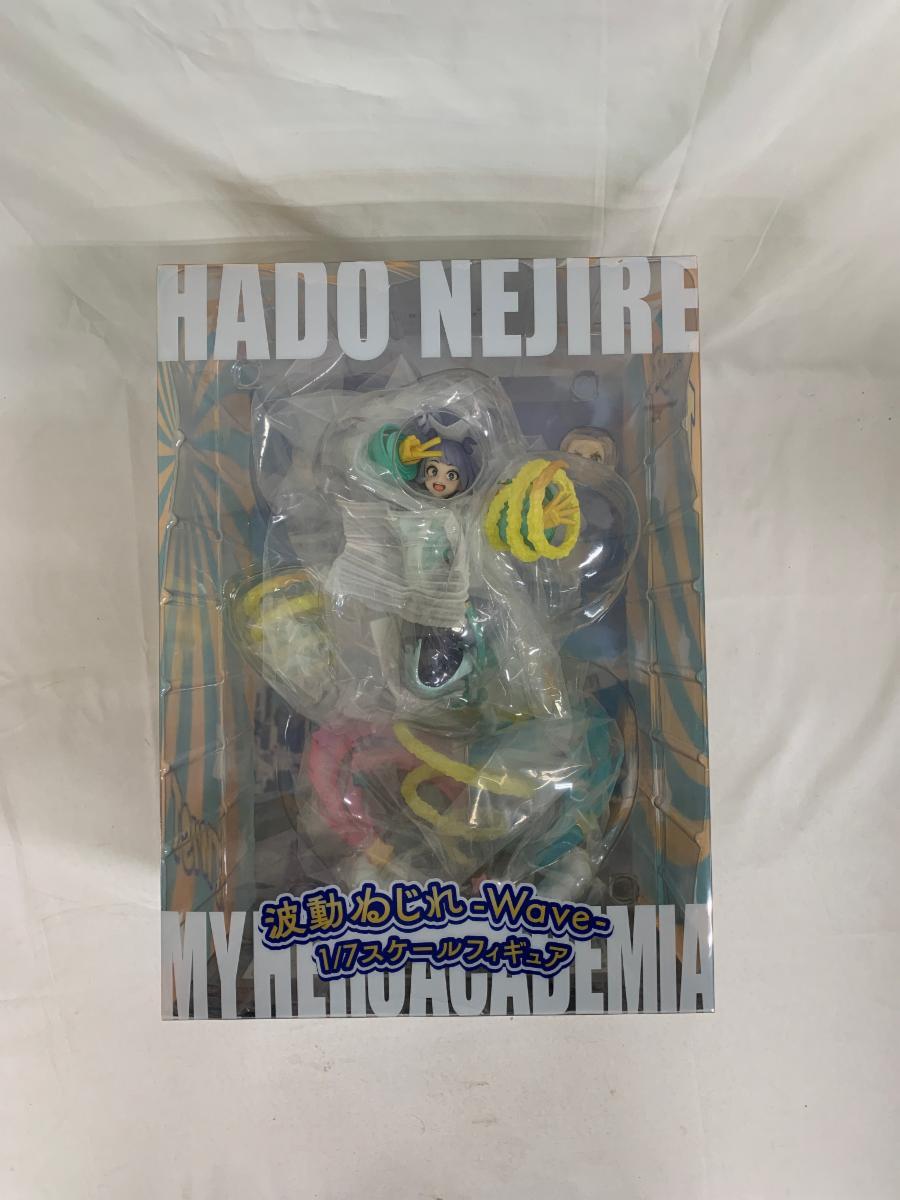 HADO NEJIRE
波動ねじれ -Wave-
1/7スケールフィギュア
MY HERO ACADEMIA